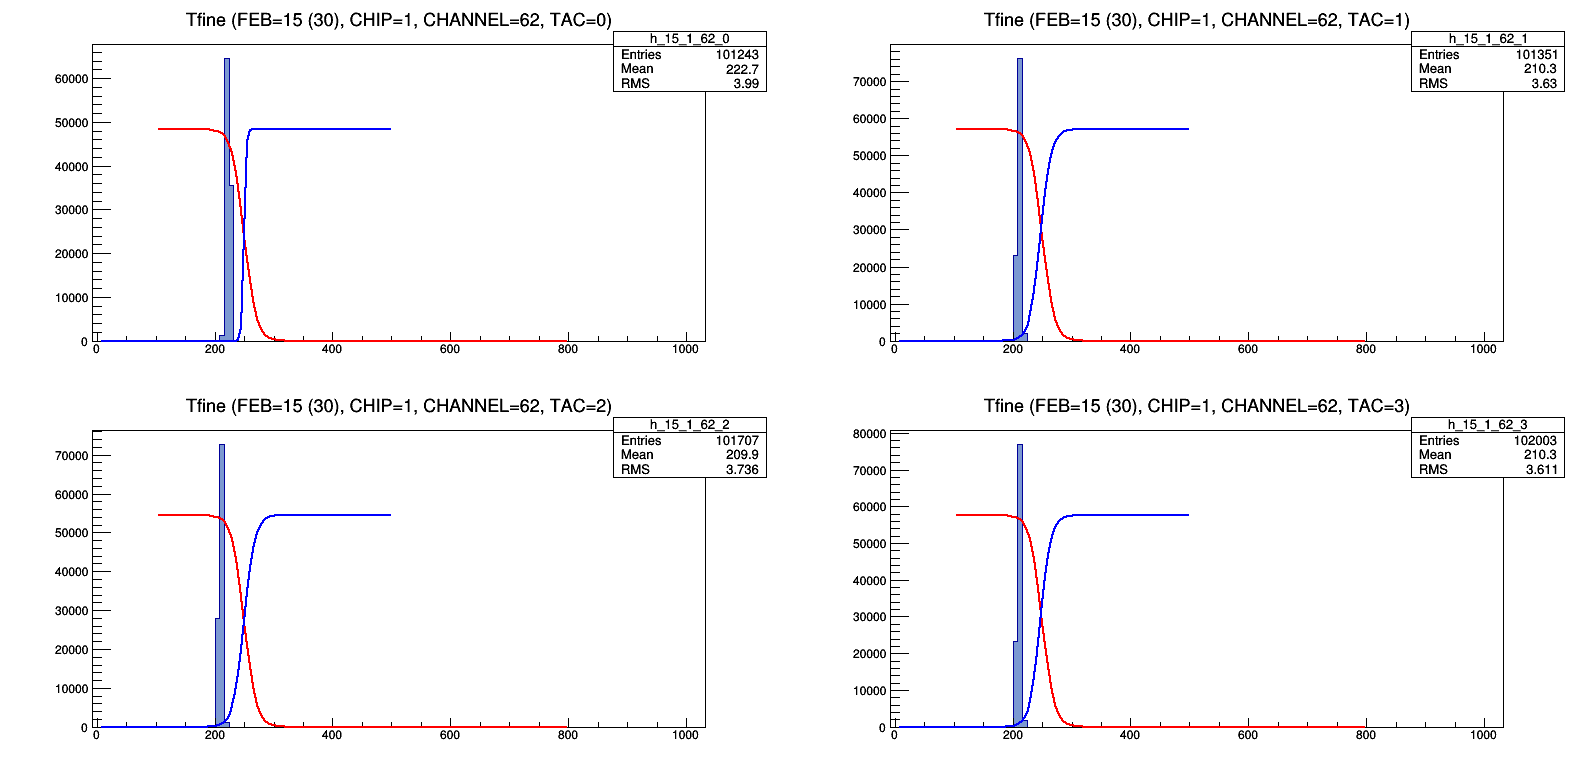 Tfine (FEB=15 (30), CHIP=1, CHANNEL=62, TAC=0)
h_15_1_62_0
Entries 101243
Mean 222.7
RMS 3.99
60000
50000
40000
30000
20000
10000
0
0 200 400 600 800 1000
Tfine (FEB=15 (30), CHIP=1, CHANNEL=62, TAC=1)
h_15_1_62_1
Entries 101351
Mean 210.3
RMS 3.63
70000
60000
50000
40000
30000
20000
10000
0
0 200 400 600 800 1000
Tfine (FEB=15 (30), CHIP=1, CHANNEL=62, TAC=2)
h_15_1_62_2
Entries 101707
Mean 209.9
RMS 3.736
70000
60000
50000
40000
30000
20000
10000
0
0 200 400 600 800 1000
Tfine (FEB=15 (30), CHIP=1, CHANNEL=62, TAC=3)
h_15_1_62_3
Entries 102003
Mean 210.3
RMS 3.611
80000
70000
60000
50000
40000
30000
20000
10000
0
0 200 400 600 800 1000